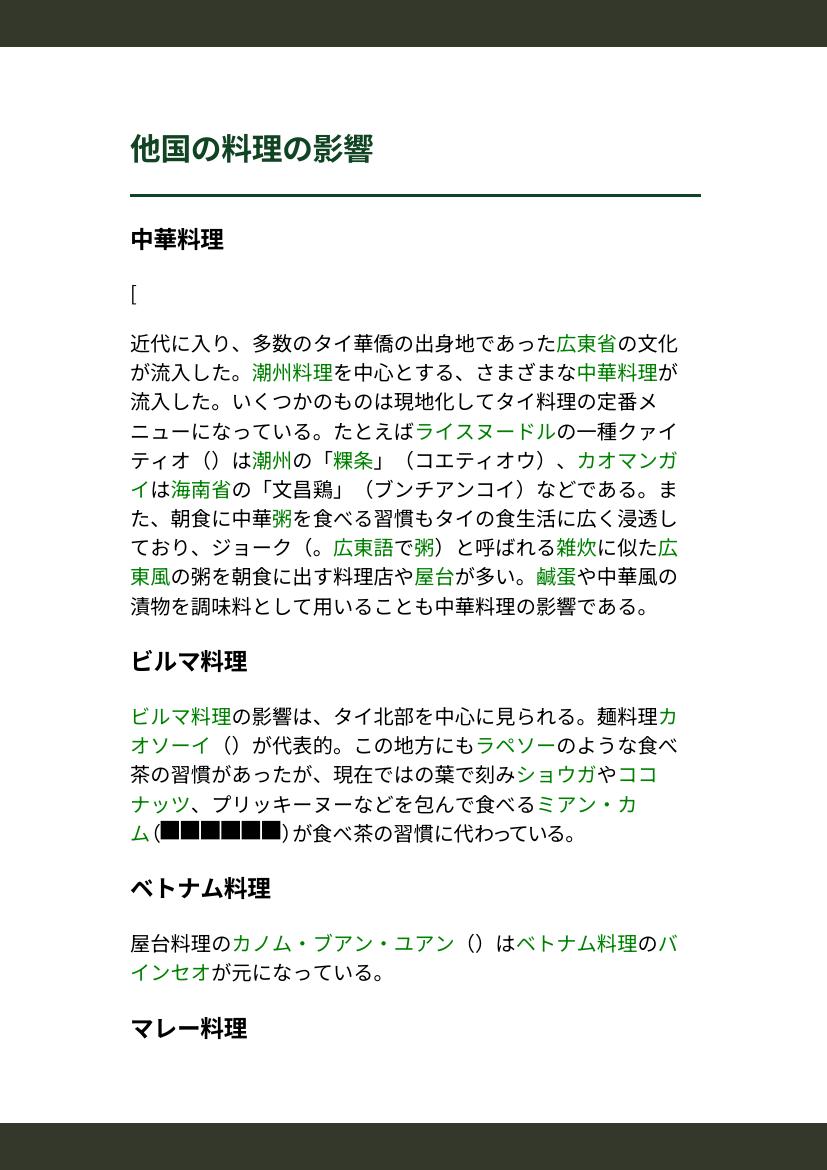 他国の料理の影響
中華料理
[
近代に入り、多数のタイ華僑の出身地であった広東省の文化
が流入した。潮州料理を中心とする、さまざまな中華料理が
流入した。いくつかのものは現地化してタイ料理の定番メ
ニューになっている。たとえばライスヌードルの一種クァイ
ティオ（）は潮州の「粿条」（コエティオウ）、カオマンガ
イは海南省の「文昌鶏」（ブンチアンコイ）などである。ま
た、朝食に中華粥を食べる習慣もタイの食生活に広く浸透し
ており、ジョーク（。広東語で粥）と呼ばれる雑炊に似た広
東風の粥を朝食に出す料理店や屋台が多い。鹹蛋や中華風の
漬物を調味料として用いることも中華料理の影響である。
ビルマ料理
ビルマ料理の影響は、タイ北部を中心に見られる。麺料理カ
オソーイ（）が代表的。この地方にもラペソーのような食べ
茶の習慣があったが、現在ではの葉で刻みショウガやココ
ナッツ、プリッキーヌーなどを包んで食べるミアン・カ
ム(■■■■■■)が食べ茶の習慣に代わっている。
ベトナム料理
屋台料理のカノム・ブアン・ユアン（）はベトナム料理のバ
インセオが元になっている。
マレー料理